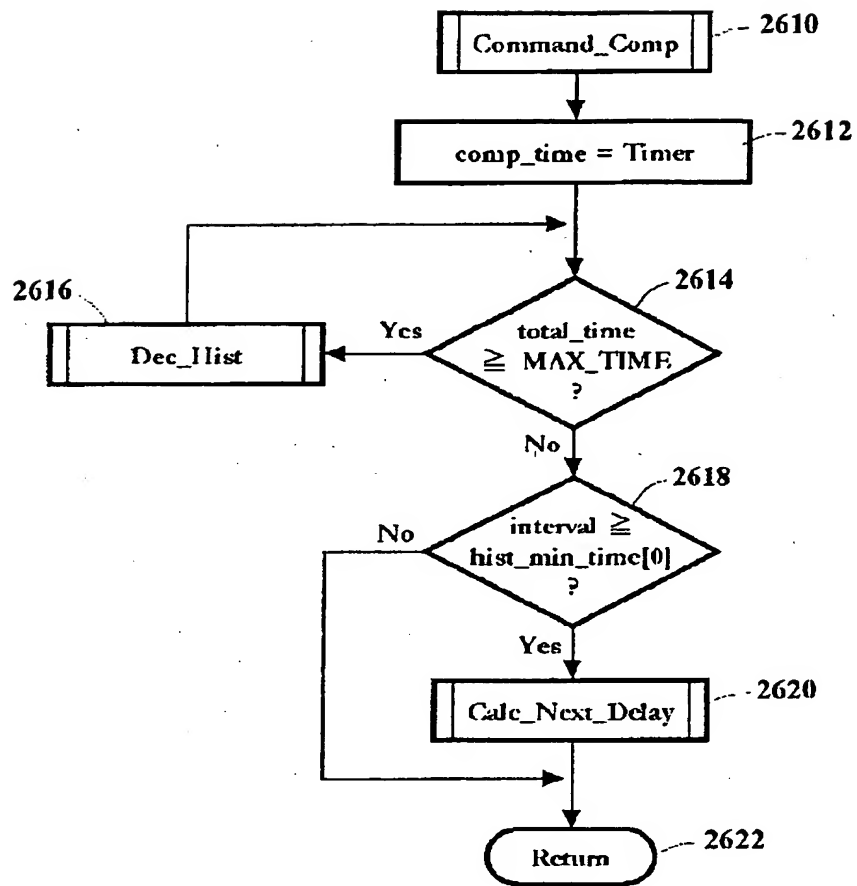 Command_Comp
2610
comp_time = Timer
2612
2614
2616
total_time
≧ MAX_TIME
?
Yes
Dec_Hist
No
2618
interval ≧
hist_min_time[0]
?
No
Yes
Calc_Next_Delay
2620
Return
2622